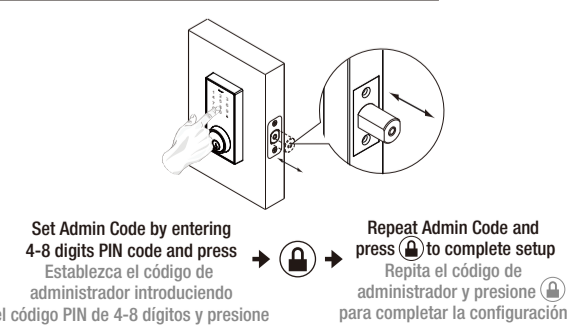 Set Admin Code by entering
4-8 digits PIN code and press
Establezca el código de
administrador introduciendo
el código PIN de 4-8 dígitos y presione
Repeat Admin Code and
press to complete setup
Repita el código de
administrador y presione
para completar la configuración